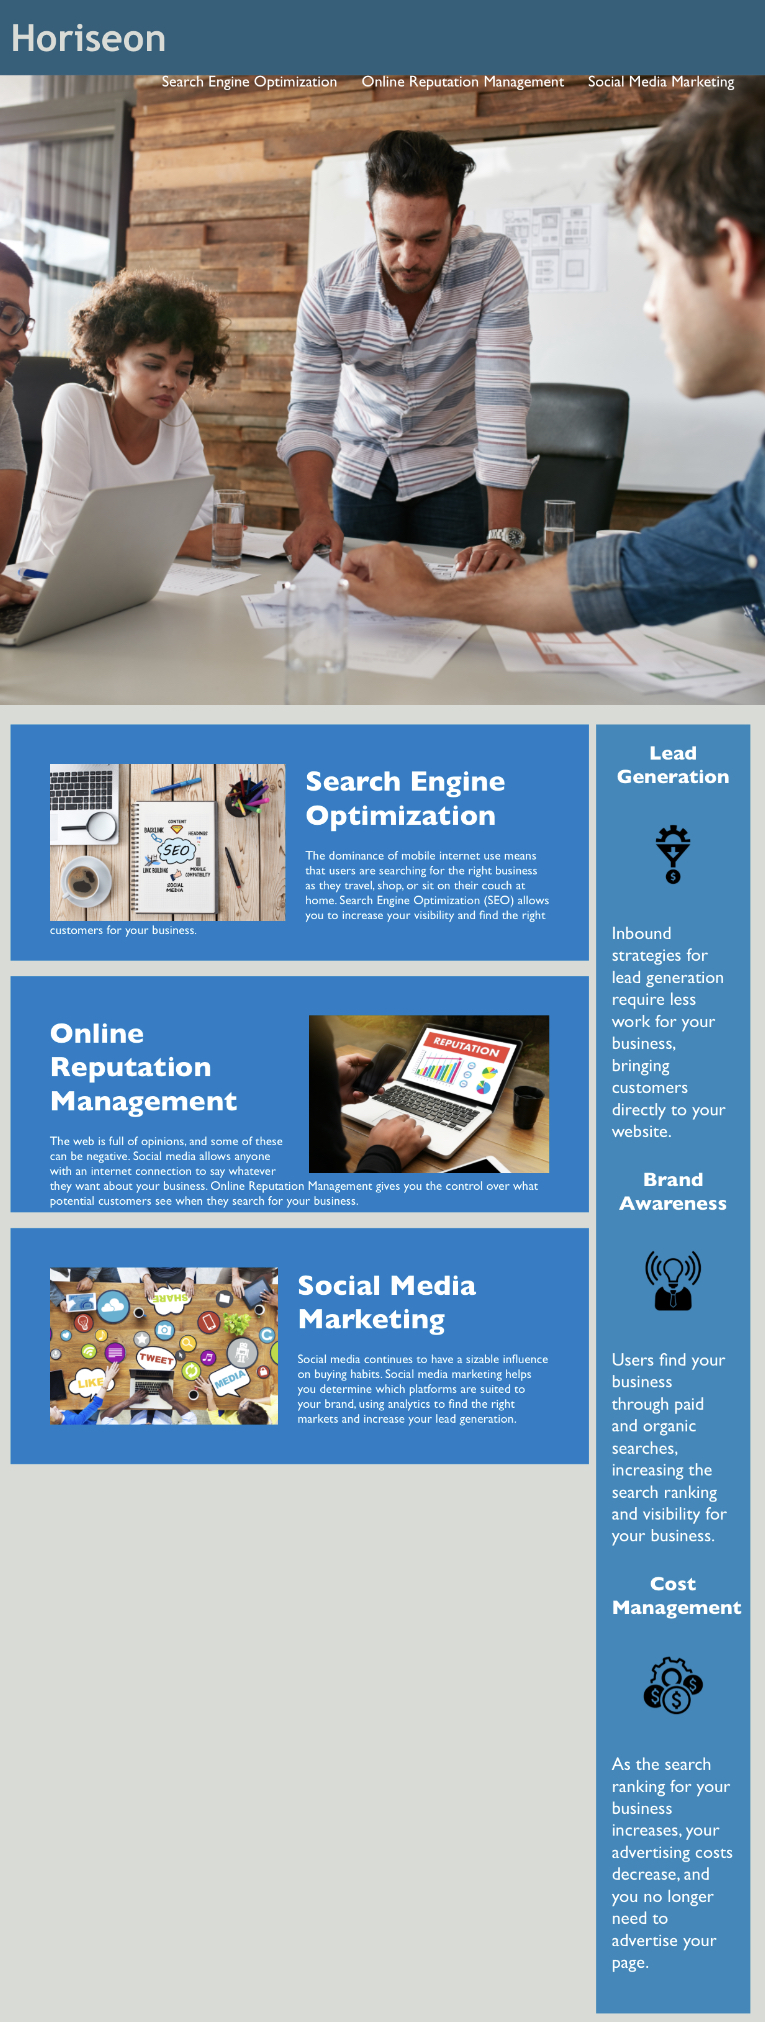 Horiseon
Search Engine Optimization
Online Reputation Management
Social Media Marketing
Search Engine
Optimization
The dominance of mobile internet use means
that users are searching for the right business
as they travel, shop, or sit on their couch at
home. Search Engine Optimization (SEO) allows
you to increase your visibility and find the right
customers for your business.
CONTENT
BACKLINK
HEADINGS
SEO
LINK BUILDING
MOBILE
COMPATIBILITY
SOCIAL
MEDIA
Online
Reputation
Management
The web is full of opinions, and some of these
can be negative. Social media allows anyone
with an internet connection to say whatever
they want about your business. Online Reputation Management gives you the control over what
potential customers see when they search for your business.
REPUTATION
SHARE
TWEET
LIKE
MEDIA
Social Media
Marketing
Social media continues to have a sizable influence
on buying habits. Social media marketing helps
you determine which platforms are suited to
your brand, using analytics to find the right
markets and increase your lead generation.
Lead
Generation
$
Inbound
strategies for
lead generation
require less
work for your
business,
bringing
customers
directly to your
website.
Brand
Awareness
Users find your
business
through paid
and organic
searches,
increasing the
search ranking
and visibility for
your business.
Cost
Management
$ $ $
As the search
ranking for your
business
increases, your
advertising costs
decrease, and
you no longer
need to
advertise your
page.